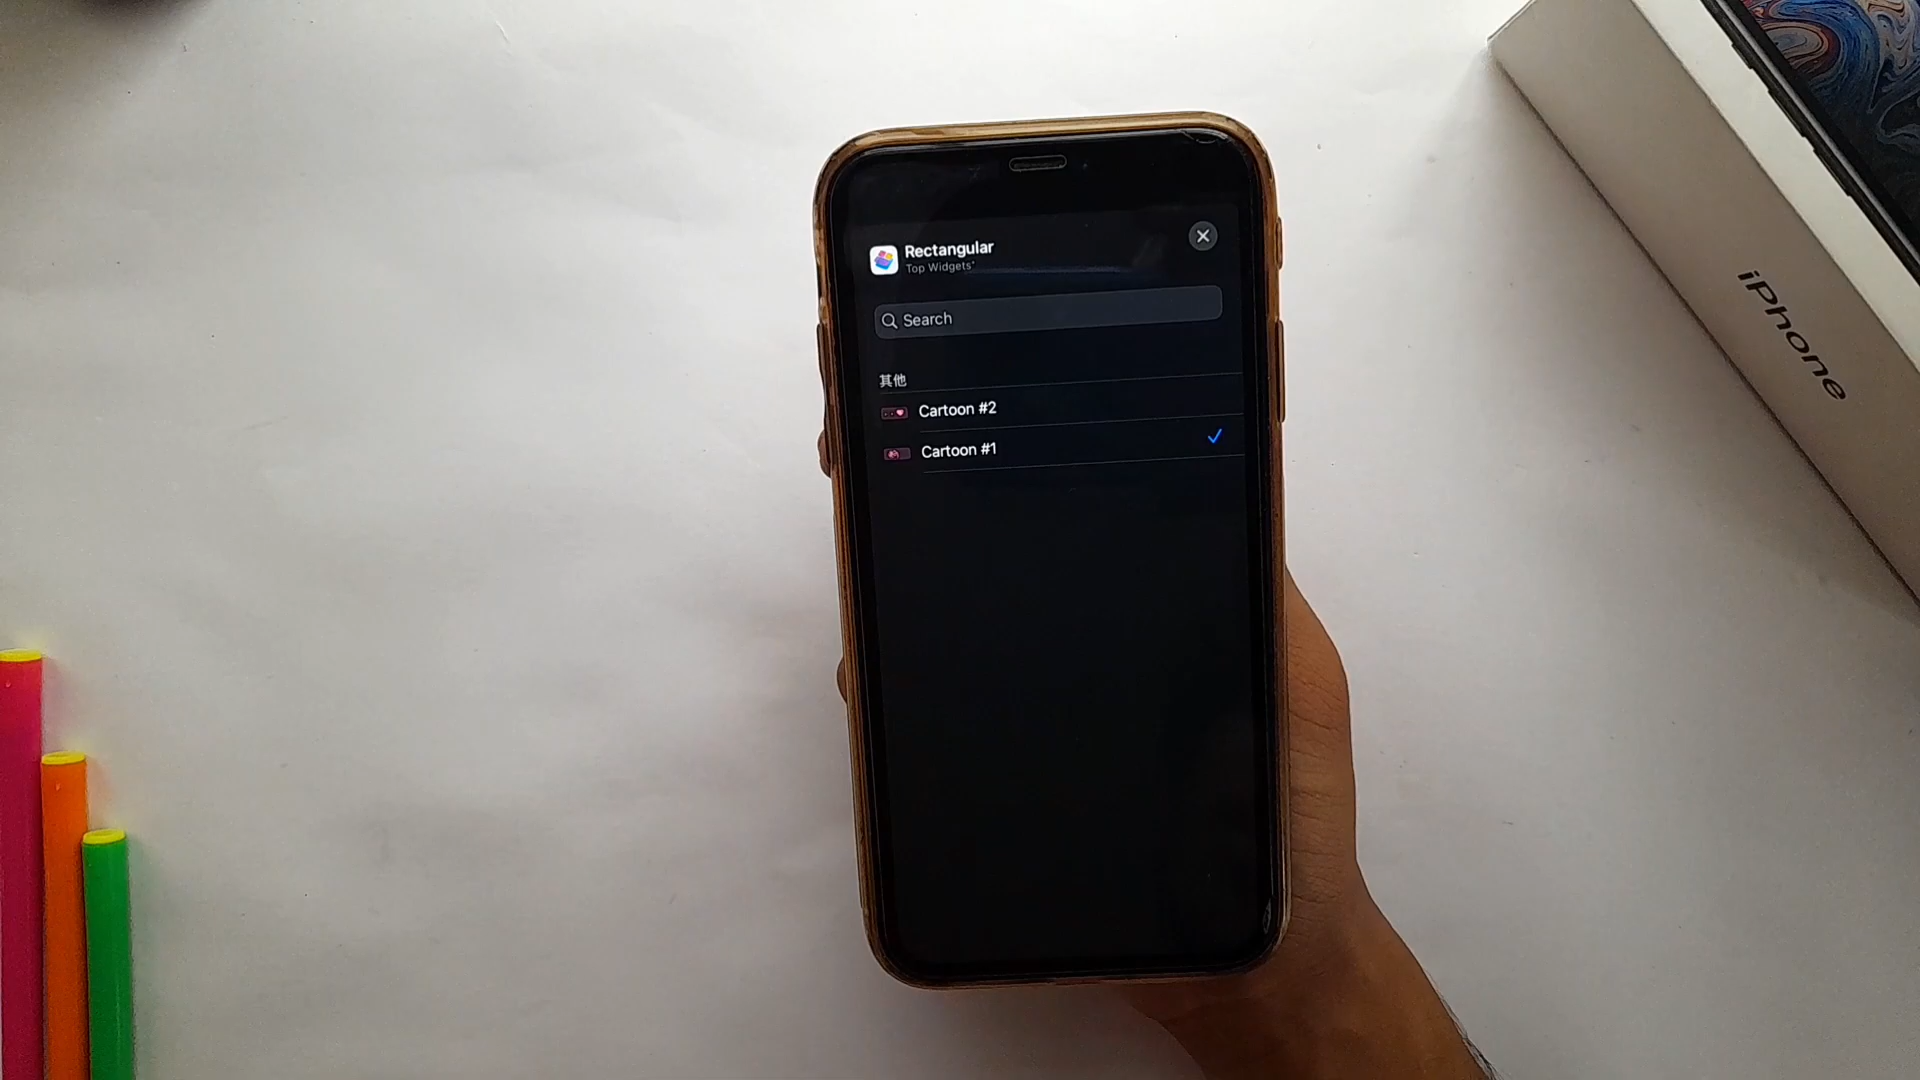 Rectangular
Top Widgets+
Search
其他
Cartoon #2
Cartoon #1
iPhone